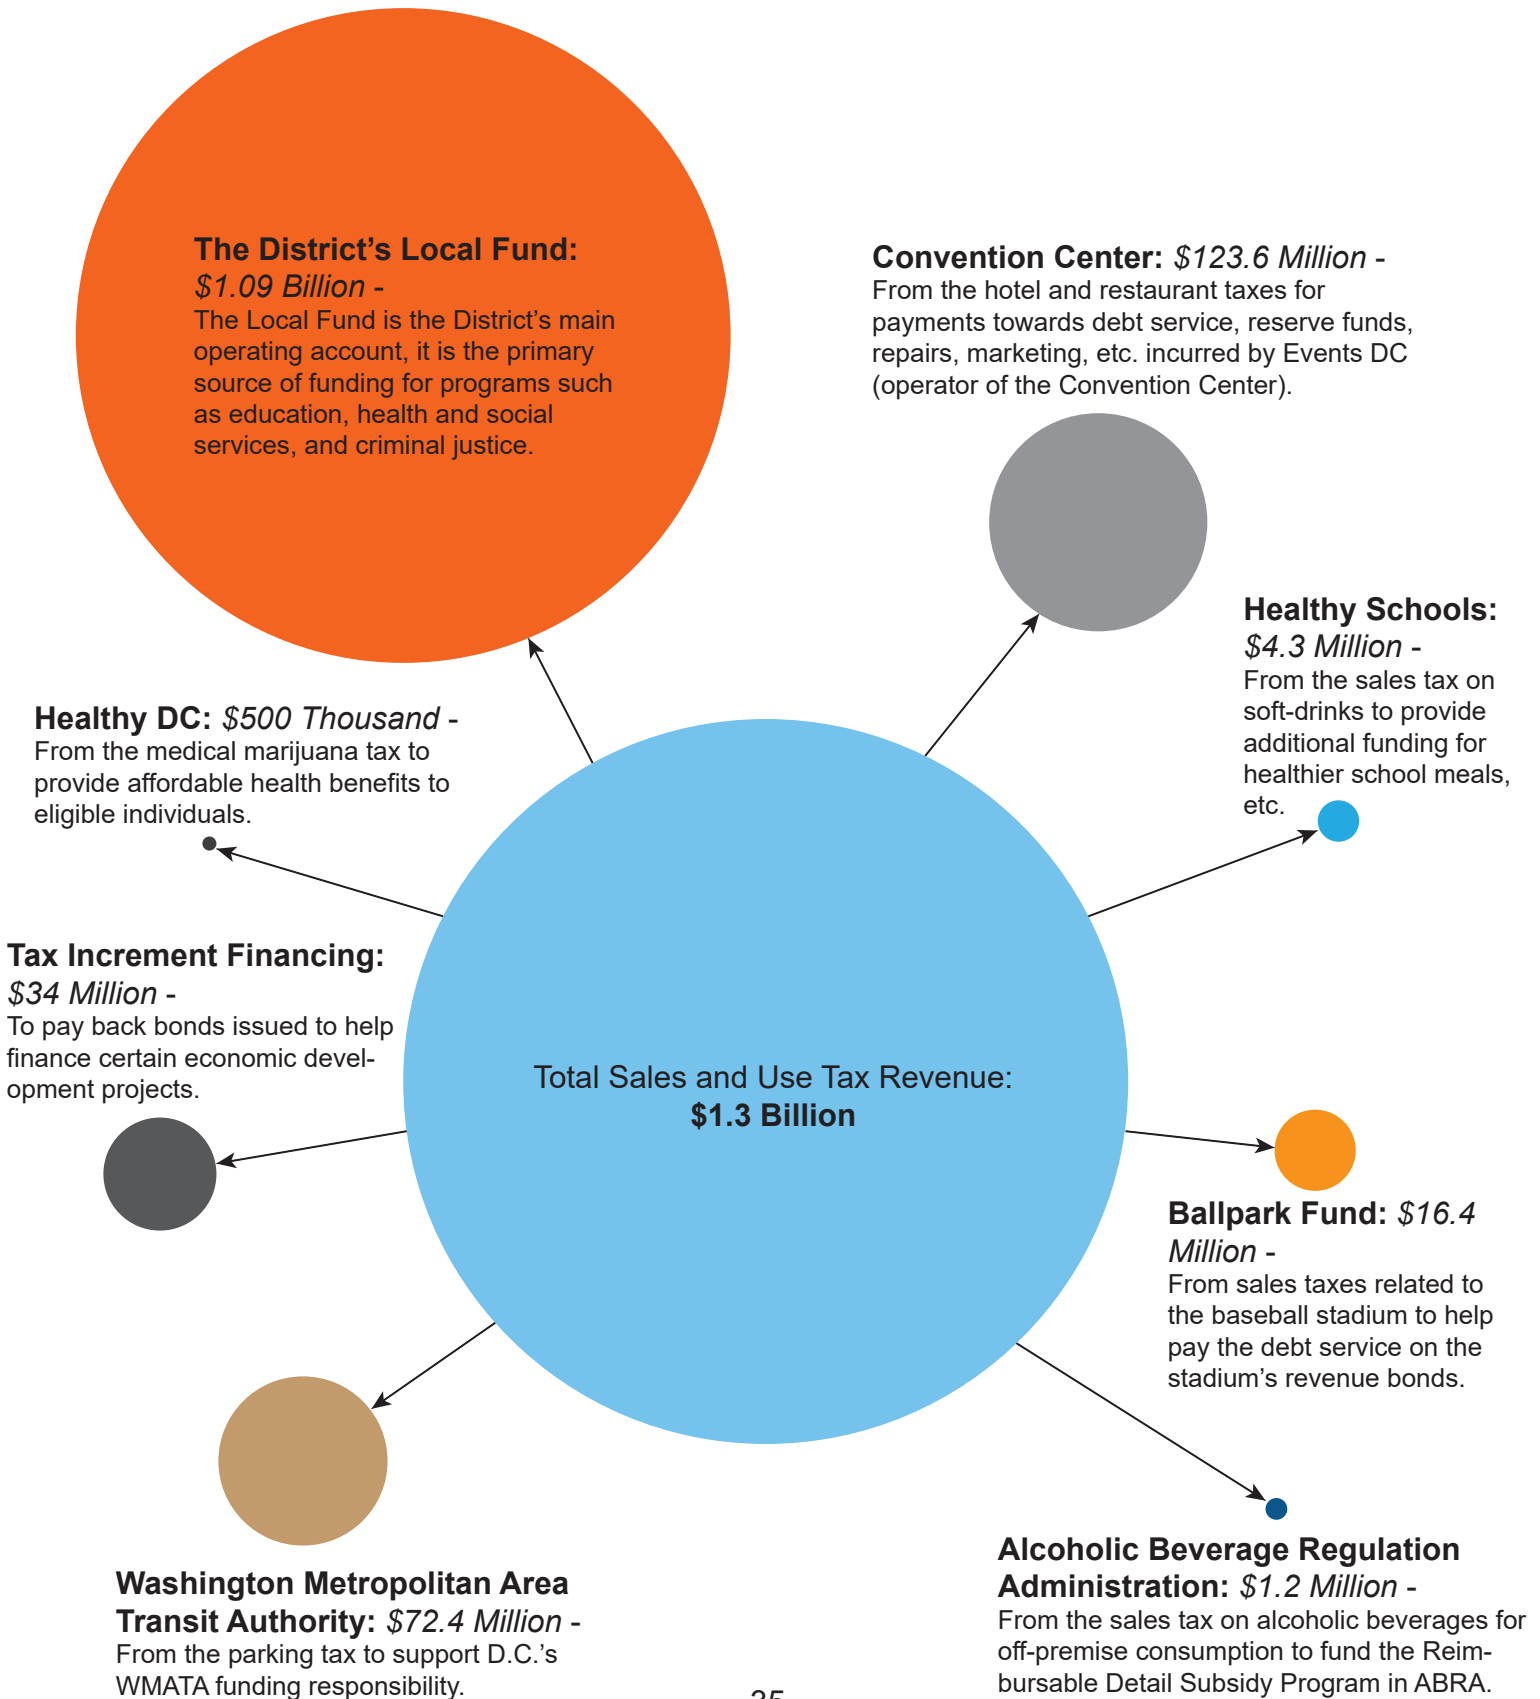 The District’s Local Fund:
$1.09 Billion -
The Local Fund is the District’s main
operating account, it is the primary
source of funding for programs such
as education, health and social
services, and criminal justice.
Convention Center: $123.6 Million -
From the hotel and restaurant taxes for
payments towards debt service, reserve funds,
repairs, marketing, etc. incurred by Events DC
(operator of the Convention Center).
Healthy Schools:
$4.3 Million -
From the sales tax on
soft-drinks to provide
additional funding for
healthier school meals,
etc.
Healthy DC: $500 Thousand -
From the medical marijuana tax to
provide affordable health benefits to
eligible individuals.
Tax Increment Financing:
$34 Million -
To pay back bonds issued to help
finance certain economic devel-
opment projects.
Total Sales and Use Tax Revenue:
$1.3 Billion
Ballpark Fund: $16.4
Million -
From sales taxes related to
the baseball stadium to help
pay the debt service on the
stadium’s revenue bonds.
Washington Metropolitan Area
Transit Authority: $72.4 Million -
From the parking tax to support D.C.’s
WMATA funding responsibility.
Alcoholic Beverage Regulation
Administration: $1.2 Million -
From the sales tax on alcoholic beverages for
off-premise consumption to fund the Reim-
bursable Detail Subsidy Program in ABRA.